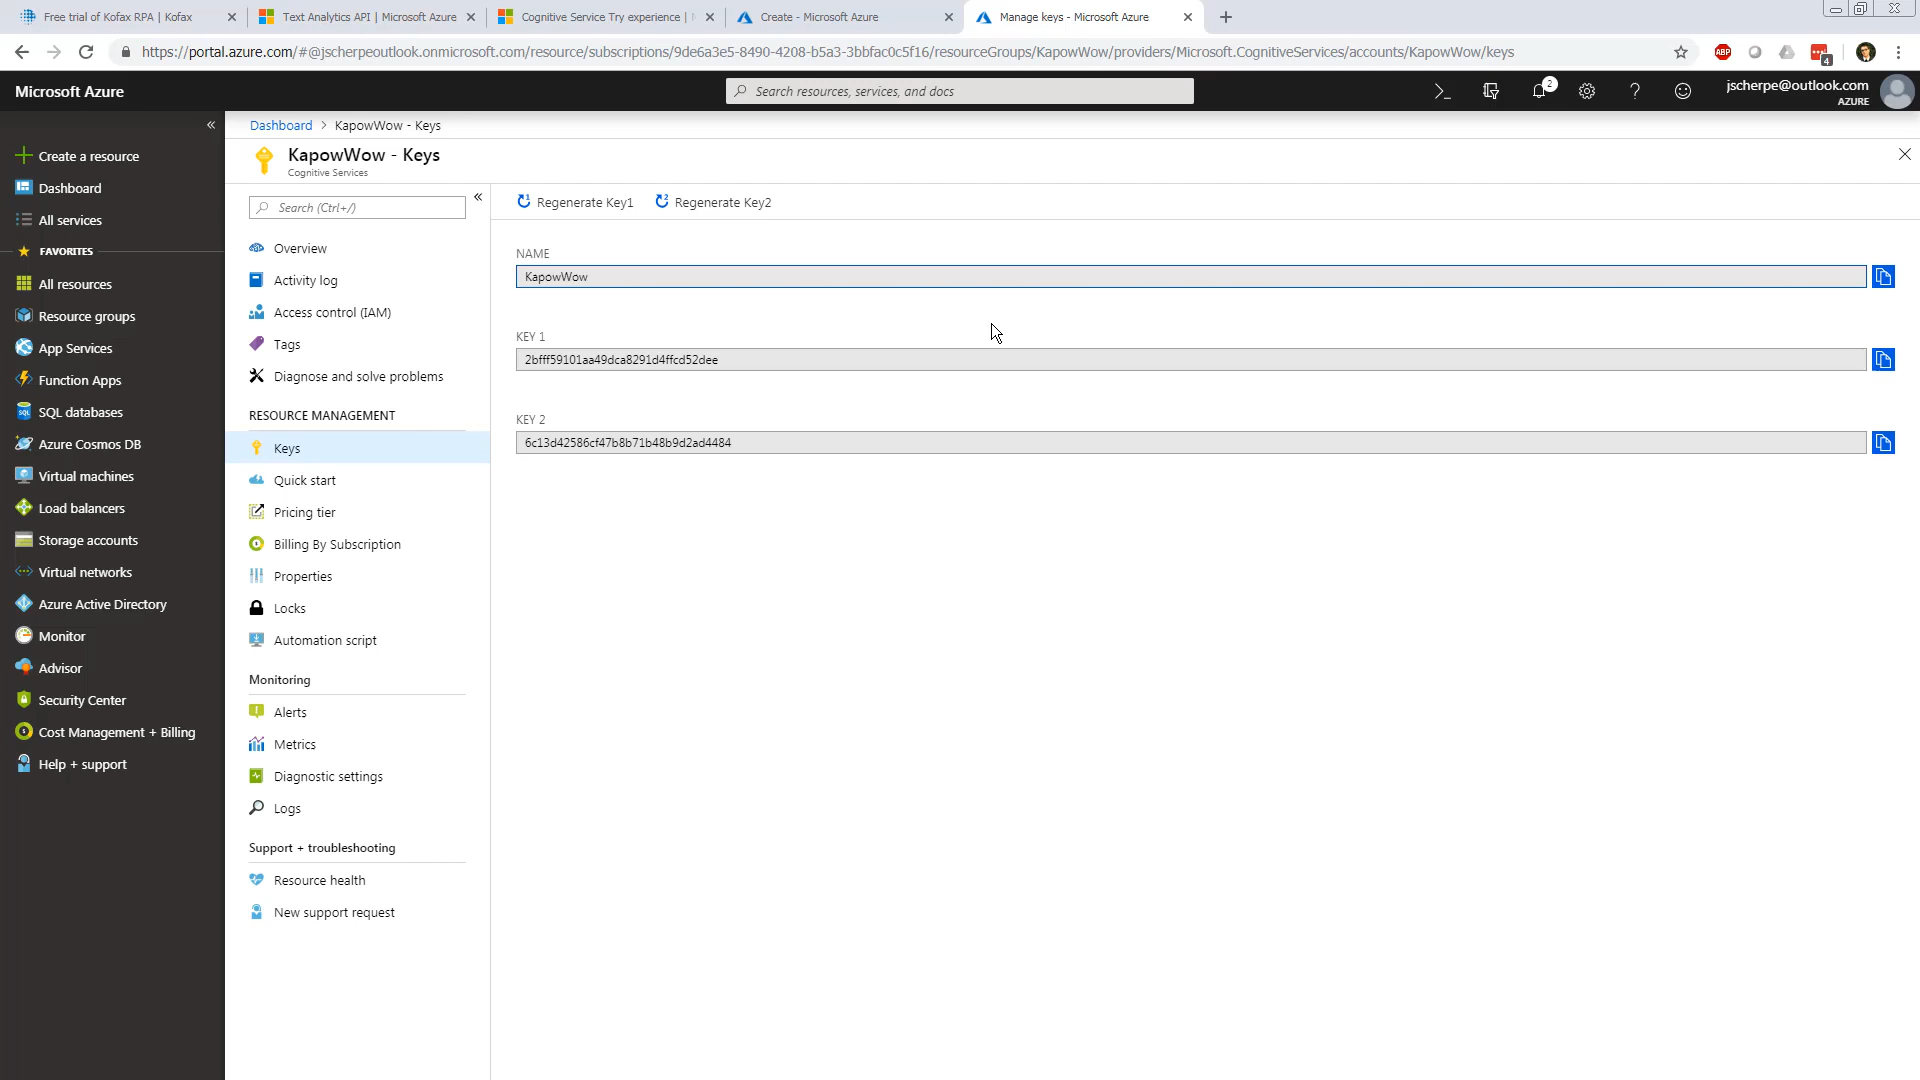 Free trial of Kofax RPA | Kofax
Text Analytics API | Microsoft Azure
Cognitive Service Try experience |
Create - Microsoft Azure
Manage keys - Microsoft Azure
https://portal.azure.com/#@jscherpeoutlook.onmicrosoft.com/resource/subscriptions/9de6a3e5-8490-4208-b5a3-3bbfac0c5f16/resourceGroups/KapowWow/providers/Microsoft.CognitiveServices/accounts/KapowWow/keys
ABP
4
Microsoft Azure
Search resources, services, and docs
2
jscherpe@outlook.com
AZURE
Create a resource
Dashboard
All services
FAVORITES
All resources
Resource groups
App Services
Function Apps
SQL databases
Azure Cosmos DB
Virtual machines
Load balancers
Storage accounts
Virtual networks
Azure Active Directory
Monitor
Advisor
Security Center
Cost Management + Billing
Help + support
Dashboard > KapowWow - Keys
KapowWow - Keys
Cognitive Services
Search (Ctrl+/)
Overview
Activity log
Access control (IAM)
Tags
Diagnose and solve problems
RESOURCE MANAGEMENT
Keys
Quick start
Pricing tier
Billing By Subscription
Properties
Locks
Automation script
Monitoring
Alerts
Metrics
Diagnostic settings
Logs
Support + troubleshooting
Resource health
New support request
Regenerate Key1
Regenerate Key2
NAME
KapowWow
KEY 1
2bfff59101aa49dca8291d4ffcd52dee
KEY 2
6c13d42586cf47b8b71b48b9d2ad4484